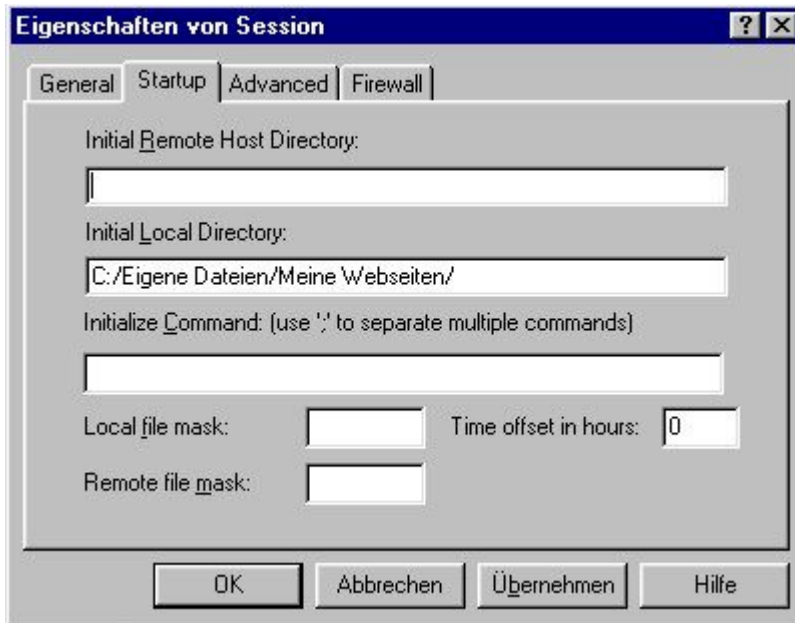 Eigenschaften von Session
General Startup Advanced Firewall
Initial Remote Host Directory:
Initial Local Directory:
C:/Eigene Dateien/Meine Webseiten/
Initialize Command: (use ';' to separate multiple commands)
Local file mask: Time offset in hours: 0
Remote file mask:
OK Abbrechen Übernehmen Hilfe